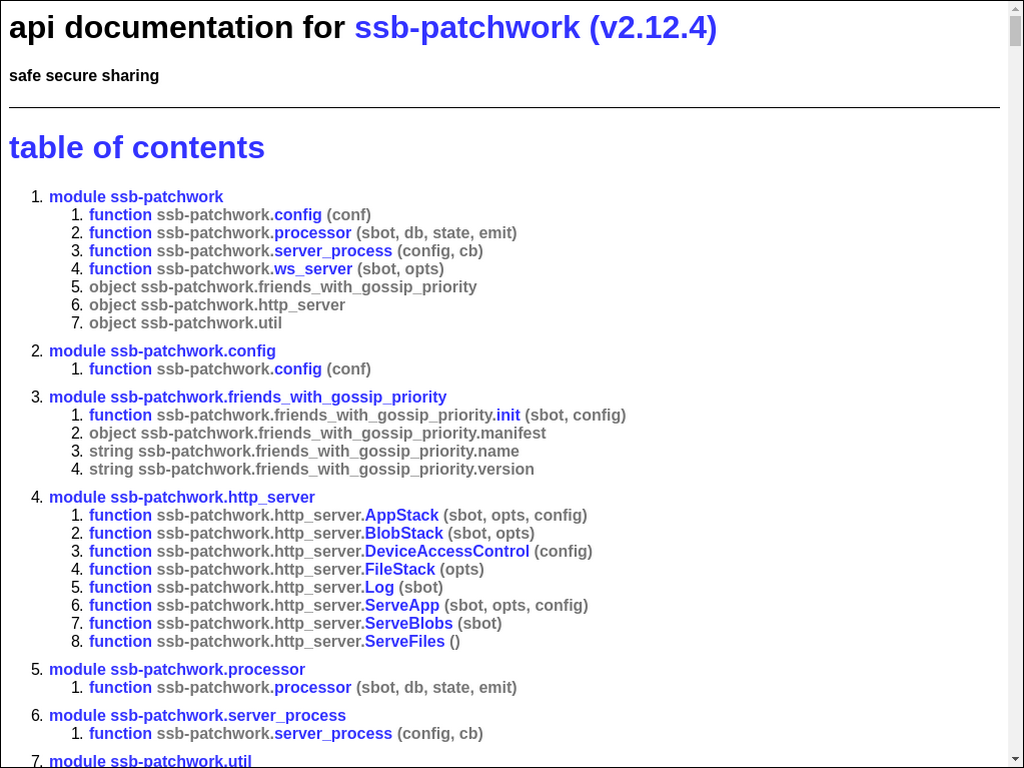 api documentation for ssb-patchwork (v2.12.4)
safe secure sharing
table of contents
1. module ssb-patchwork
1. function ssb-patchwork.config (conf)
2. function ssb-patchwork.processor (sbot, db, state, emit)
3. function ssb-patchwork.server_process (config, cb)
4. function ssb-patchwork.ws_server (sbot, opts)
5. object ssb-patchwork.friends_with_gossip_priority
6. object ssb-patchwork.http_server
7. object ssb-patchwork.util
2. module ssb-patchwork.config
1. function ssb-patchwork.config (conf)
3. module ssb-patchwork.friends_with_gossip_priority
1. function ssb-patchwork.friends_with_gossip_priority.init (sbot, config)
2. object ssb-patchwork.friends_with_gossip_priority.manifest
3. string ssb-patchwork.friends_with_gossip_priority.name
4. string ssb-patchwork.friends_with_gossip_priority.version
4. module ssb-patchwork.http_server
1. function ssb-patchwork.http_server.AppStack (sbot, opts, config)
2. function ssb-patchwork.http_server.BlobStack (sbot, opts)
3. function ssb-patchwork.http_server.DeviceAccessControl (config)
4. function ssb-patchwork.http_server.FileStack (opts)
5. function ssb-patchwork.http_server.Log (sbot)
6. function ssb-patchwork.http_server.ServeApp (sbot, opts, config)
7. function ssb-patchwork.http_server.ServeBlobs (sbot)
8. function ssb-patchwork.http_server.ServeFiles ()
5. module ssb-patchwork.processor
1. function ssb-patchwork.processor (sbot, db, state, emit)
6. module ssb-patchwork.server_process
1. function ssb-patchwork.server_process (config, cb)
7. module ssb-patchwork.util